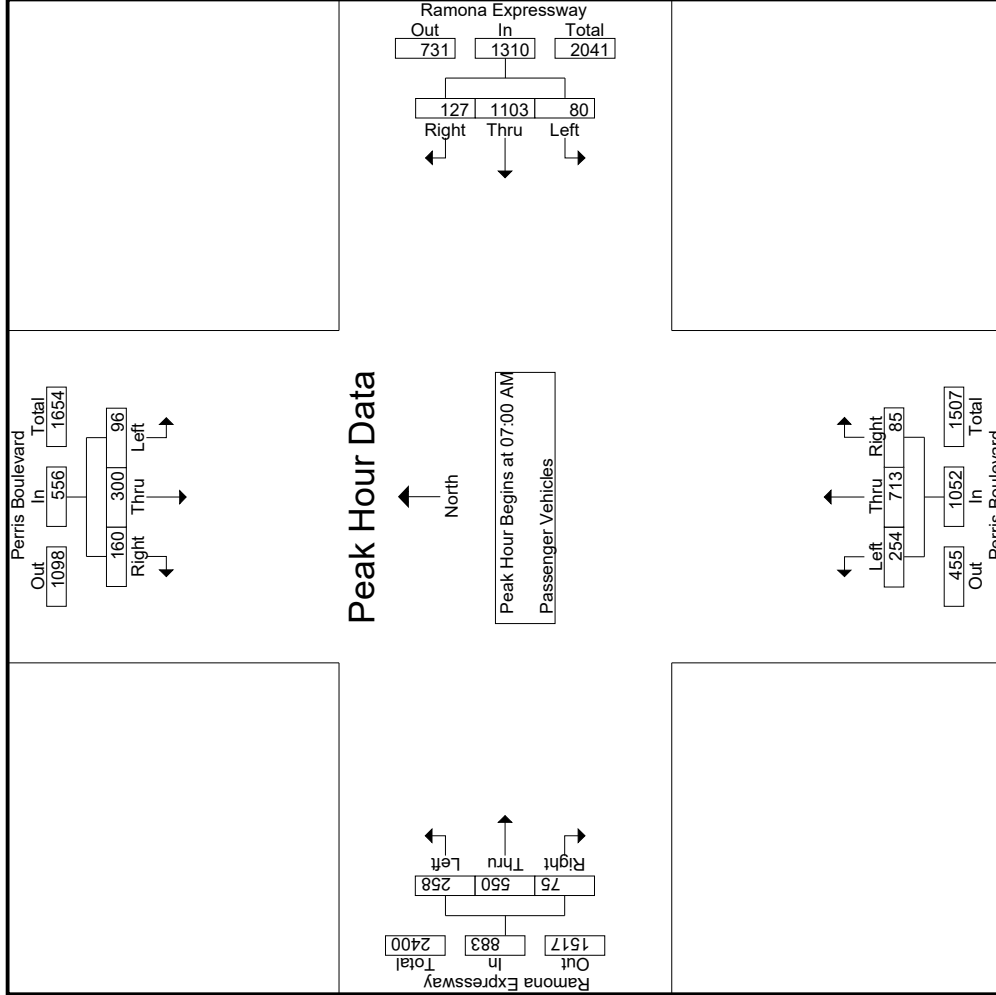 Ramona Expressway
Out In Total
731 1310 2041
127 1103 80
Right Thru Left
Perris Boulevard
Out In Total
1098 556 1654
160 300 96
Right Thru Left
Peak Hour Data
North
Peak Hour Begins at 07:00 AM
Passenger Vehicles
Left Thru Right
254 713 85
455 1052 1507
Out In Total
Perris Boulevard
Left Thru Right
258 550 75
2400 883 1517
Total In Out
Ramona Expressway